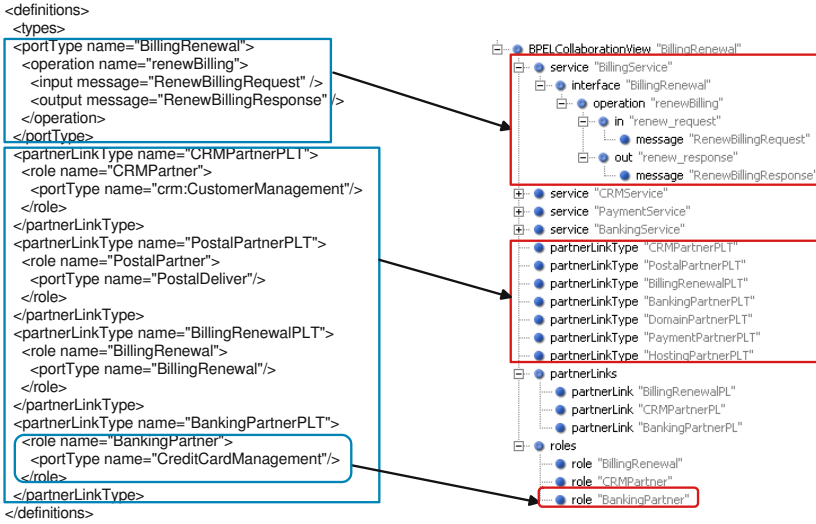 <definitions>
<types>
<portType name="BillingRenewal">
<operation name="renewBilling">
<input message="RenewBillingRequest" />
<output message="RenewBillingResponse" />
</operation>
</portType>
<partnerLinkType name="CRMPartnerPLT">
<role name="CRMPartner">
<portType name="crm:CustomerManagement"/>
</role>
</partnerLinkType>
<partnerLinkType name="PostalPartnerPLT">
<role name="PostalPartner">
<portType name="PostalDeliver"/>
</role>
</partnerLinkType>
<partnerLinkType name="BillingRenewalPLT">
<role name="BillingRenewal">
<portType name="BillingRenewal"/>
</role>
</partnerLinkType>
<partnerLinkType name="BankingPartnerPLT">
<role name="BankingPartner">
<portType name="CreditCardManagement"/>
</role>
</partnerLinkType>
</definitions>
BPELCollaborationView "BillingRenewal"
service "BillingService"
interface "BillingRenewal"
operation "renewBilling"
in "renew_request"
message "RenewBillingRequest"
out "renew_response"
message "RenewBillingResponse"
service "CRMService"
service "PaymentService"
service "BankingService"
partnerLinkType "CRMPartnerPLT"
partnerLinkType "PostalPartnerPLT"
partnerLinkType "BillingRenewalPLT"
partnerLinkType "BankingPartnerPLT"
partnerLinkType "DomainPartnerPLT"
partnerLinkType "PaymentPartnerPLT"
partnerLinkType "HostingPartnerPLT"
partnerLinks
partnerLink "BillingRenewalPL"
partnerLink "CRMPartnerPL"
partnerLink "BankingPartnerPL"
roles
role "BillingRenewal"
role "CRMPartner"
role "BankingPartner"